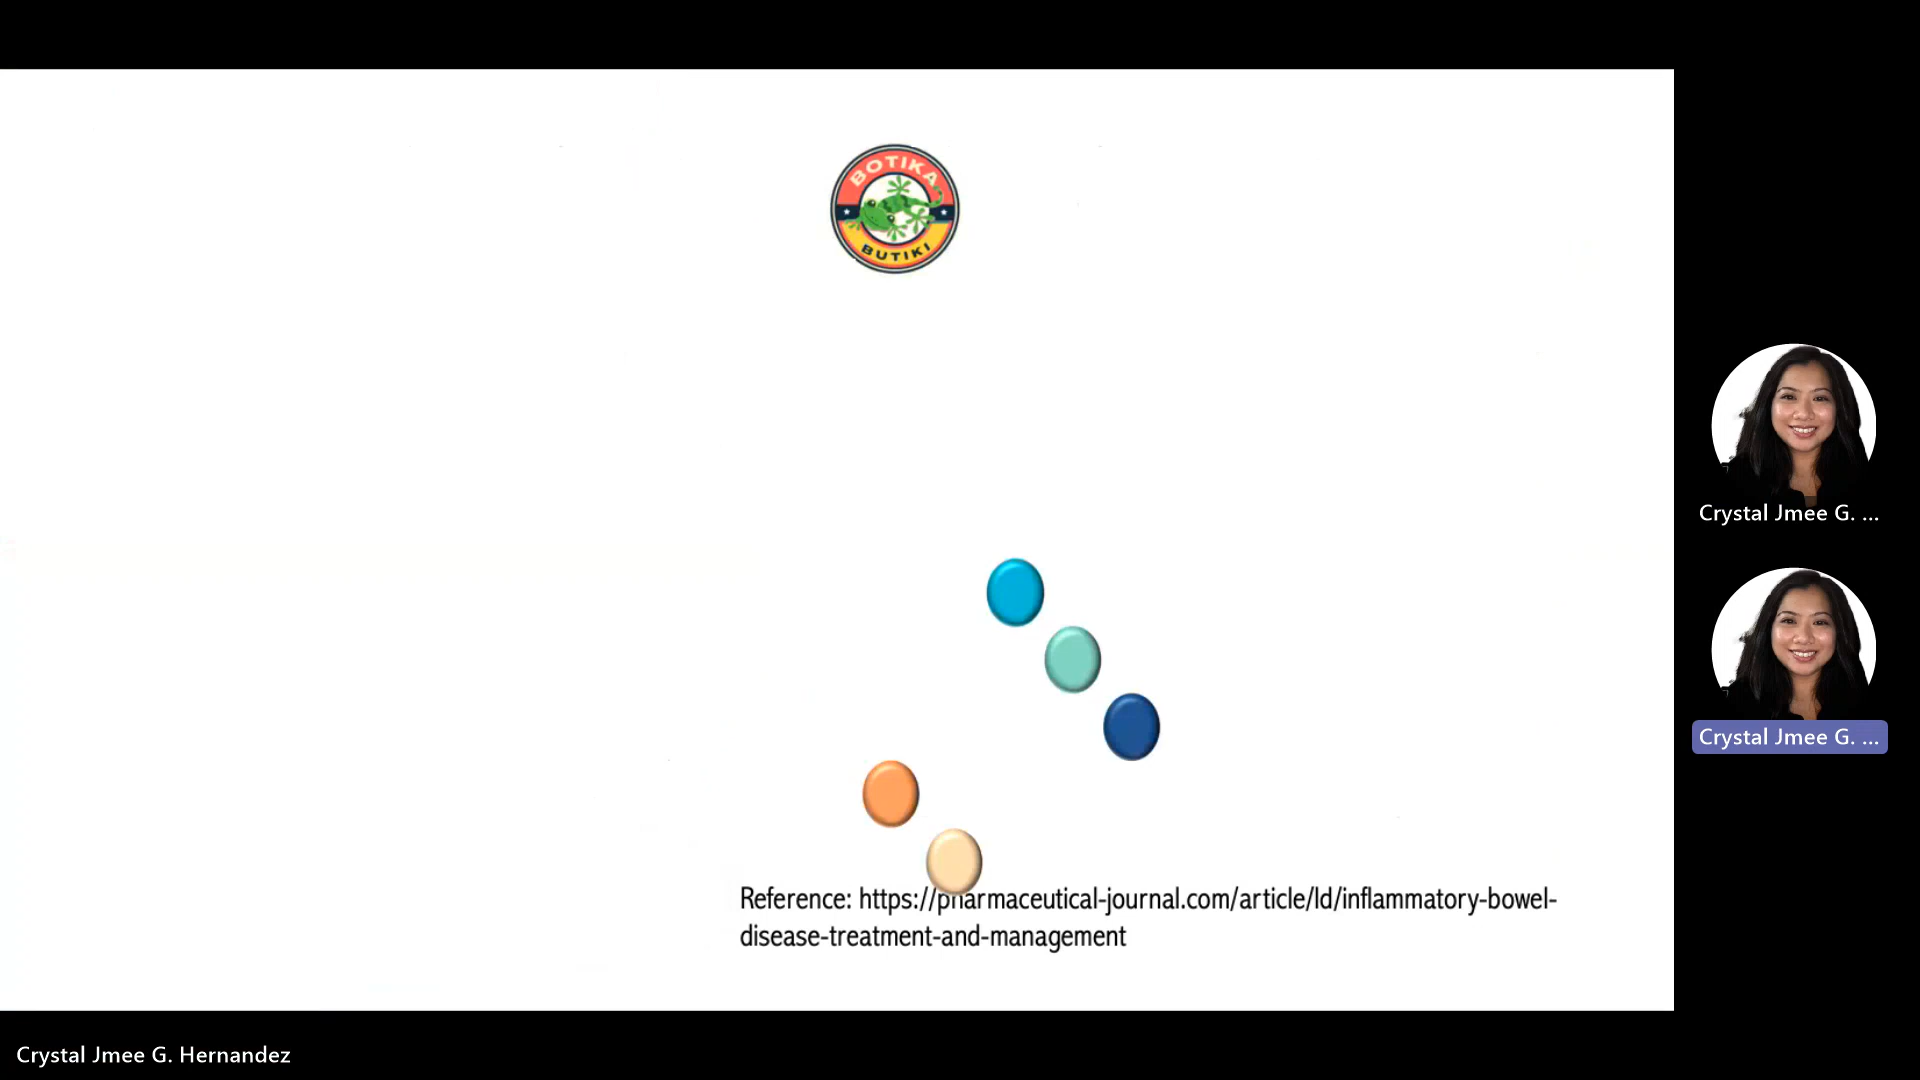 BOTIKA
BUTIKI
Crystal Jmee G. ...
Crystal Jmee G. ...
Reference: https://pharmaceutical-journal.com/article/ld/inflammatory-bowel-
disease-treatment-and-management
Crystal Jmee G. Hernandez